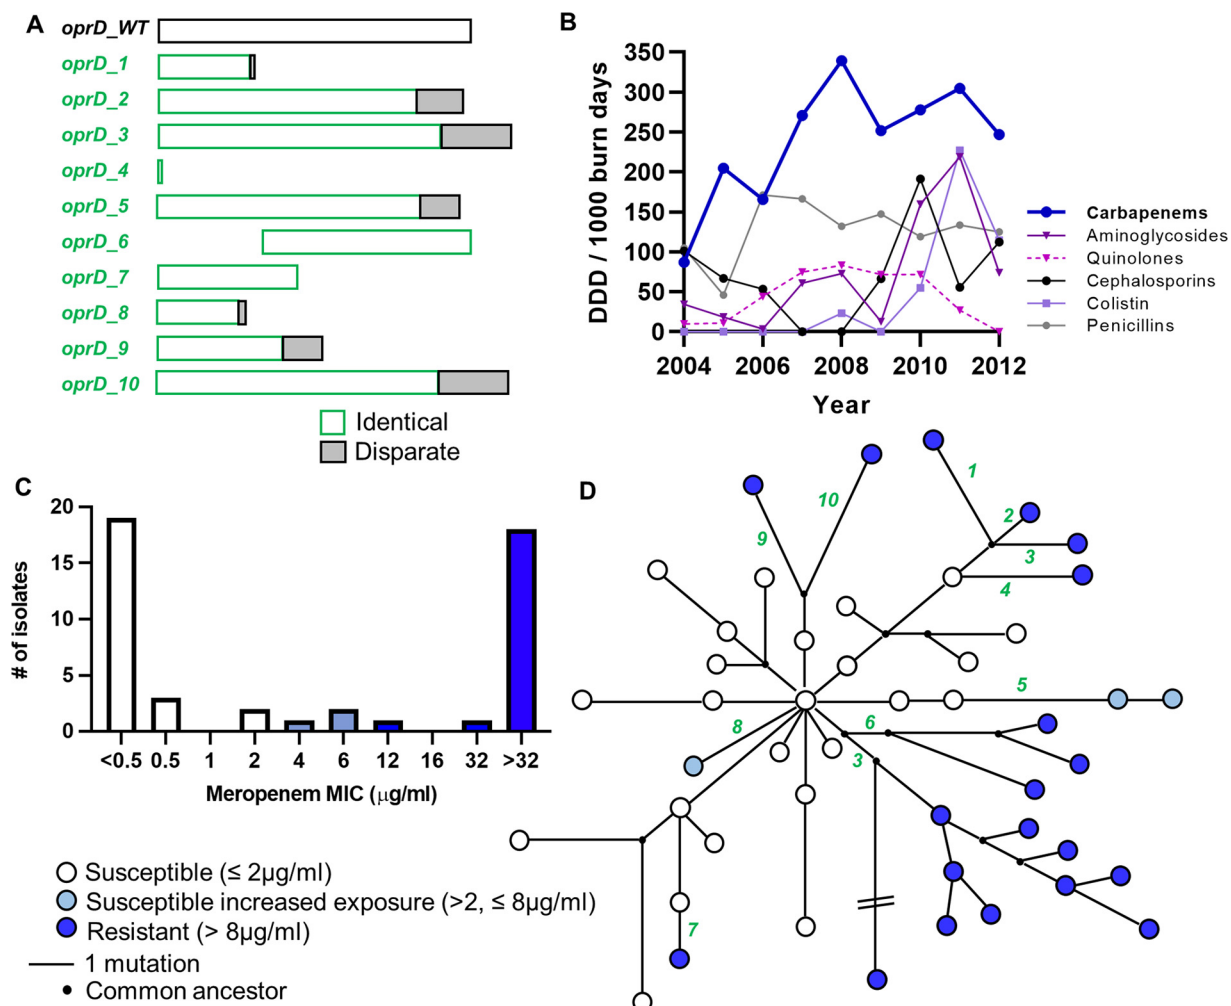 A
oprD_WT
oprD_1
oprD_2
oprD_3
oprD_4
oprD_5
oprD_6
oprD_7
oprD_8
oprD_9
oprD_10
Identical
Disparate
B
DDD / 1000 burn days
350
300
250
200
150
100
50
0
2004 2006 2008 2010 2012
Year
Carbapenems
Aminoglycosides
Quinolones
Cephalosporins
Colistin
Penicillins
C
# of isolates
20
15
10
5
0
<0.5 0.5 1 2 4 6 12 16 32 >32
Meropenem MIC (μg/ml)
D
1
2
3
4
10
9
5
6
8
3
7
Susceptible (≤ 2μg/ml)
Susceptible increased exposure (>2, ≤ 8μg/ml)
Resistant (> 8μg/ml)
1 mutation
Common ancestor